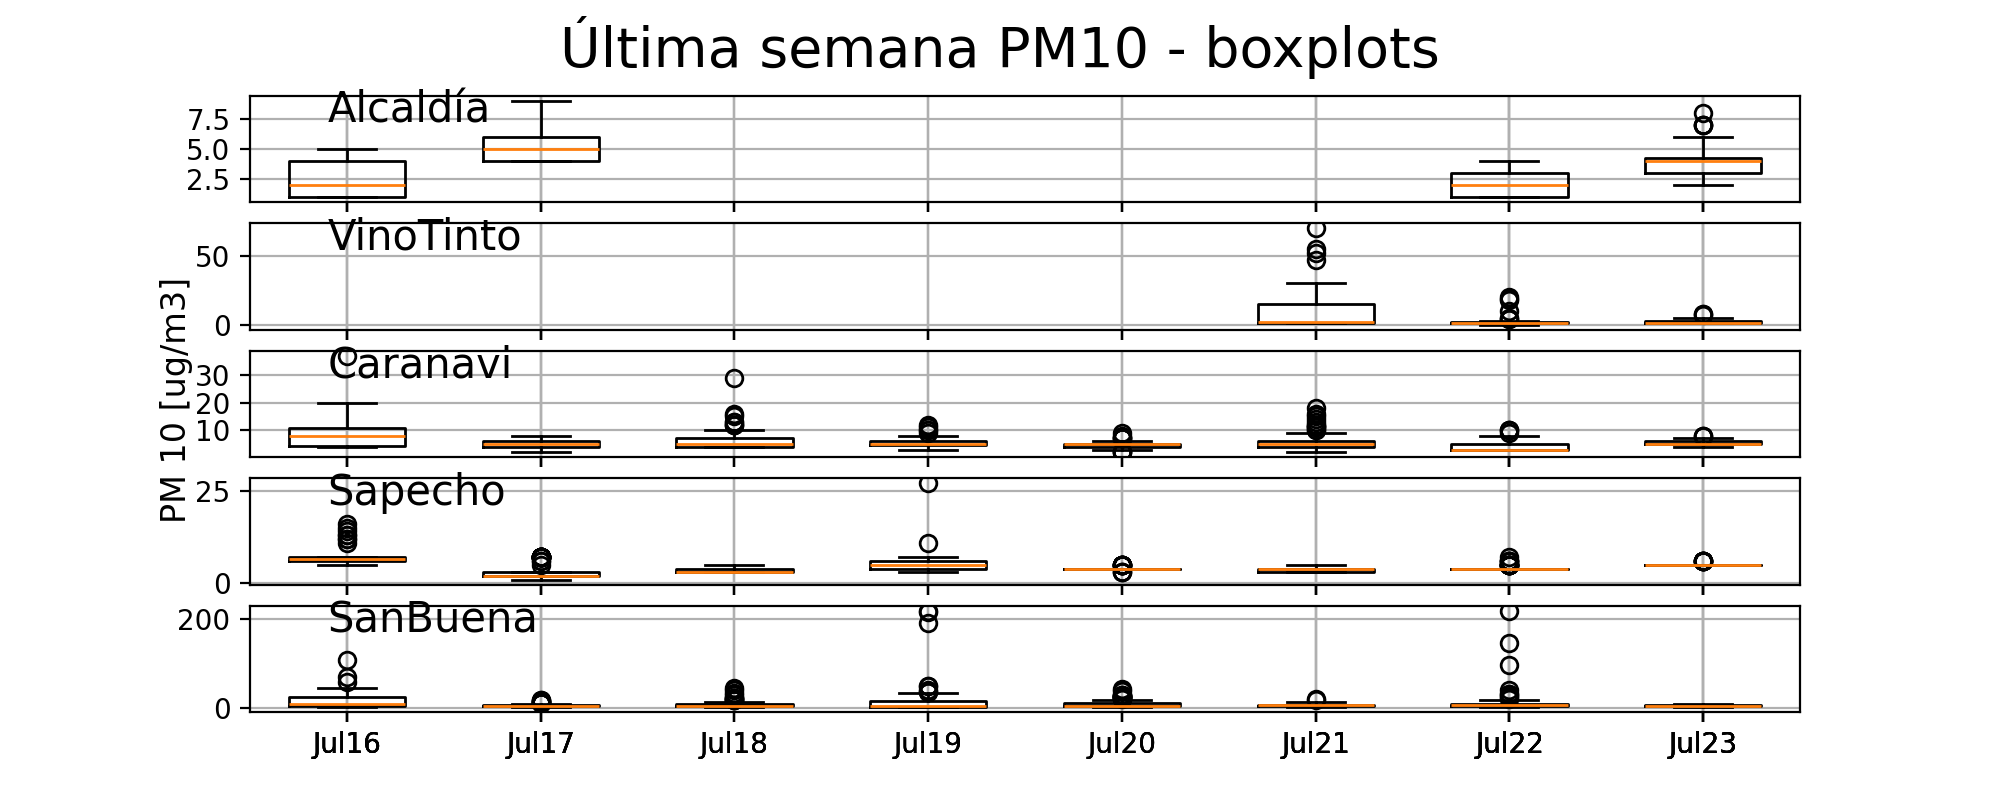 Última semana PM10 - boxplots
PM 10 [ug/m3]
Alcaldía
7.5
5.0
2.5
VinoTinto
50
0
Caranavi
30
20
10
Sapecho
25
0
SanBuena
200
0
Jul16 Jul17 Jul18 Jul19 Jul20 Jul21 Jul22 Jul23